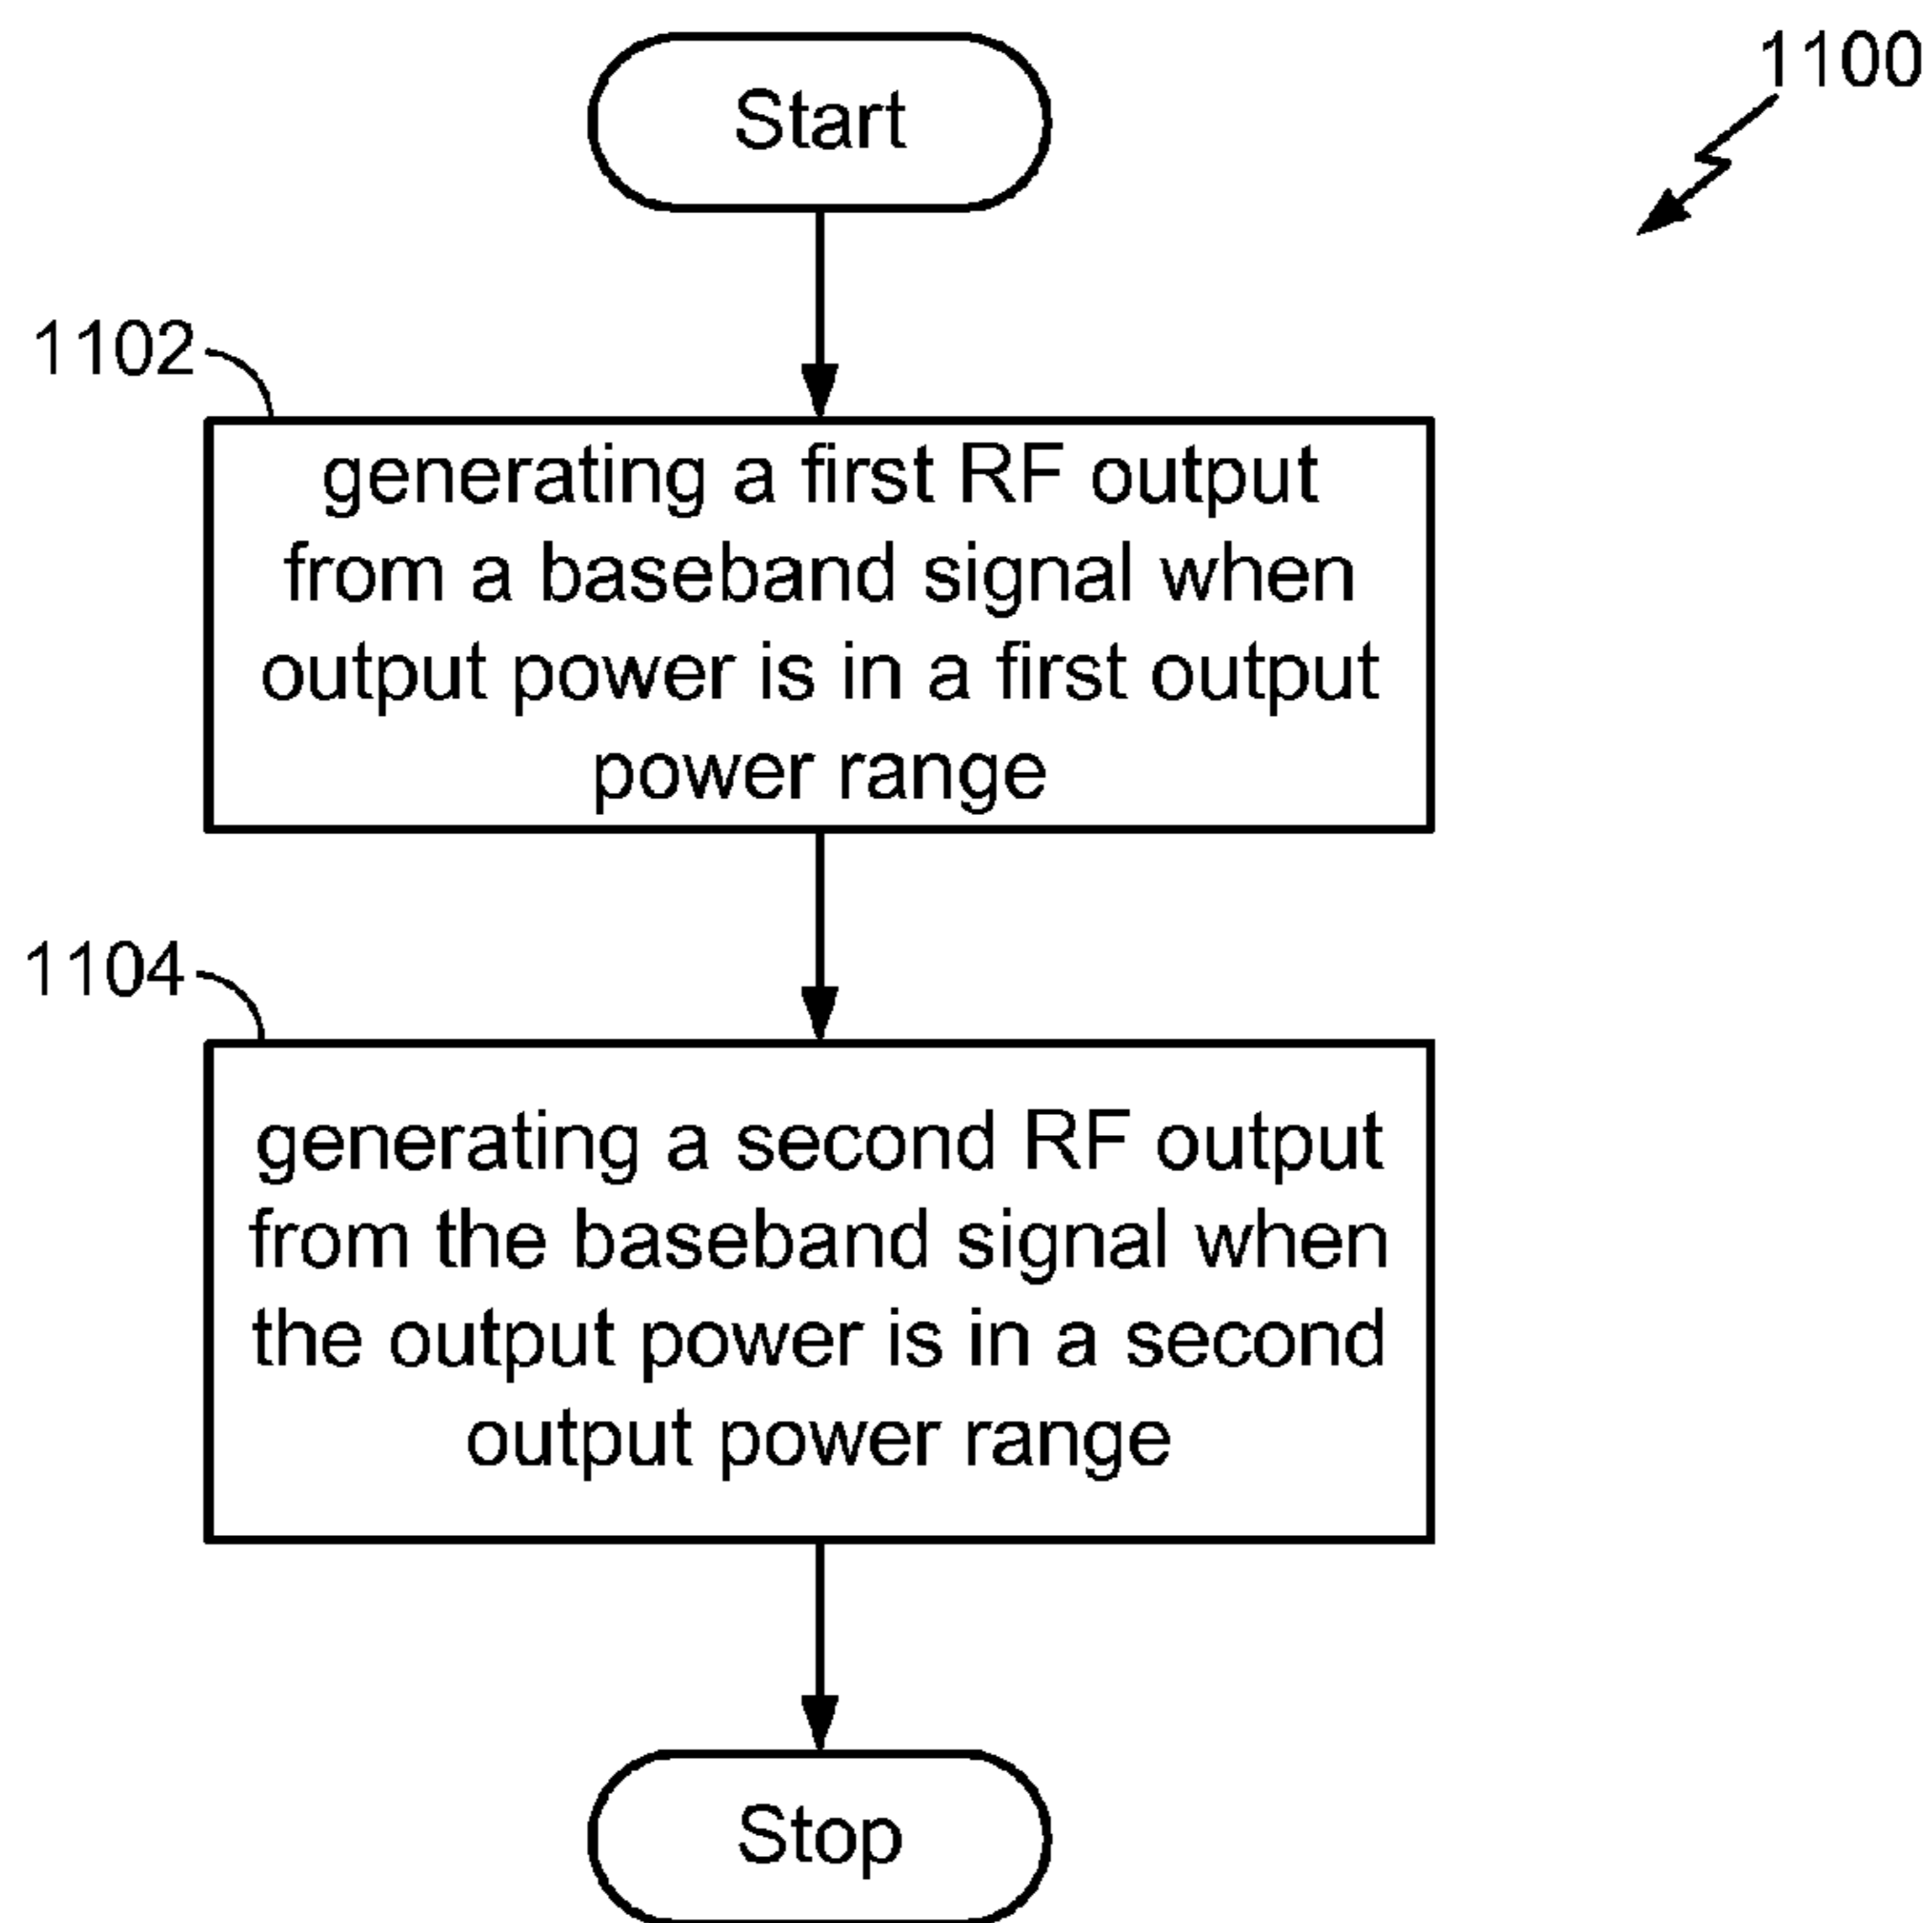 Start
1100
1102
generating a first RF output
from a baseband signal when
output power is in a first output
power range
1104
generating a second RF output
from the baseband signal when
the output power is in a second
output power range
Stop